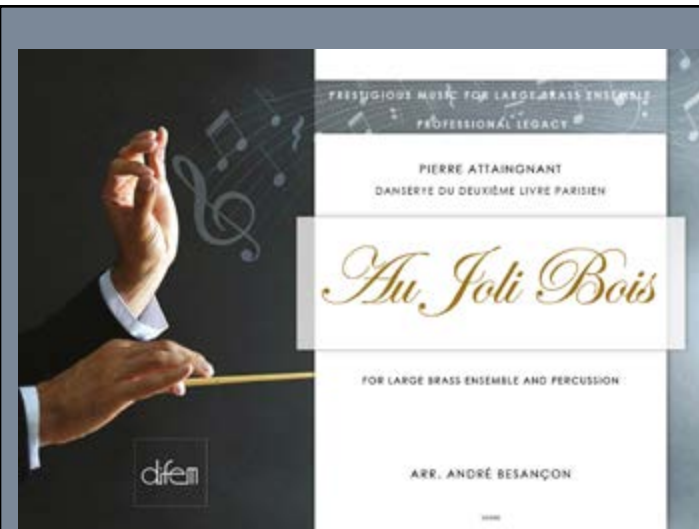 PRESTIGIOUS MUSIC FOR LARGE BRASS ENSEMBLE
PROFESSIONAL LEGACY
PIERRE ATTAINGNANT
DANSERYE DU DEUXIÈME LIVRE PARISIEN
Au Joli Bois
FOR LARGE BRASS ENSEMBLE AND PERCUSSION
difem
ARR. ANDRÉ BESANÇON